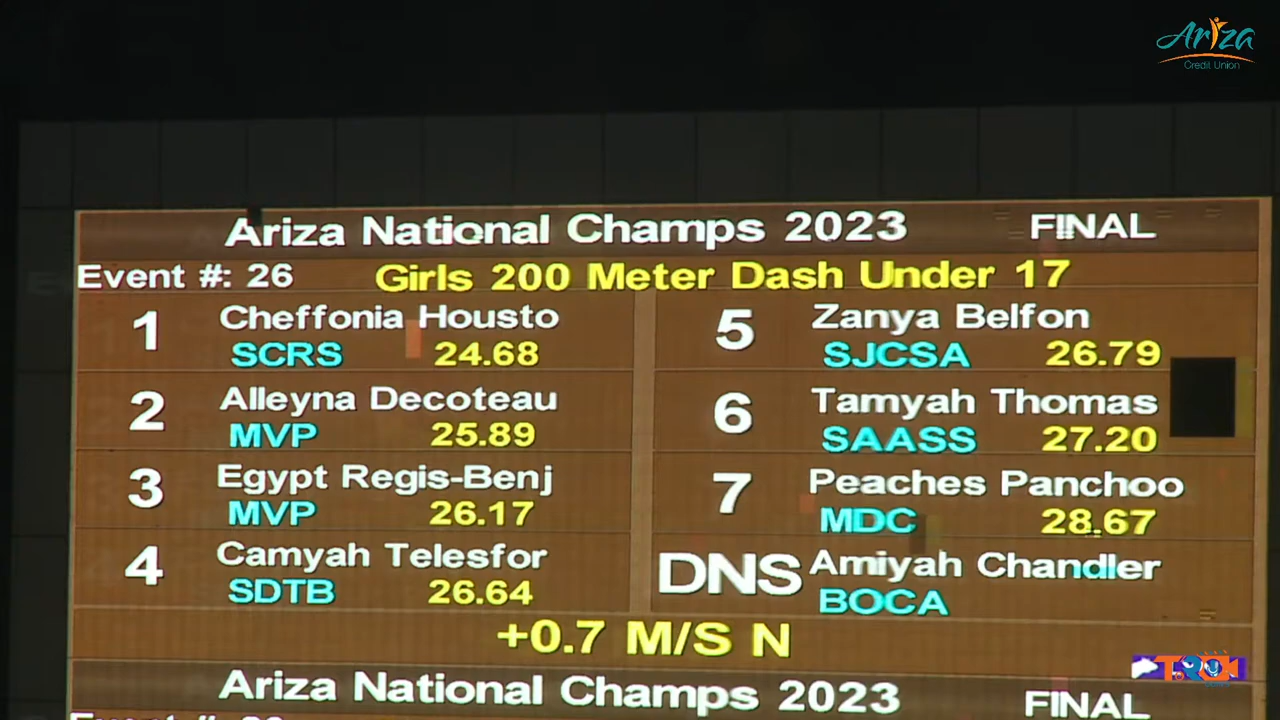 Ariza
Credit Union
Ariza National Champs 2023 FINAL
Event #: 26 Girls 200 Meter Dash Under 17
1 Cheffonia Housto
SCRS 24.68
2 Alleyna Decoteau
MVP 25.89
3 Egypt Regis-Benj
MVP 26.17
4 Camyah Telesfor
SDTB 26.64
5 Zanya Belfon
SJCSA 26.79
6 Tamyah Thomas
SAASS 27.20
7 Peaches Panchoo
MDC 28.67
DNS Amiyah Chandler
BOCA
+0.7 M/S N
Ariza National Champs 2023 FINAL